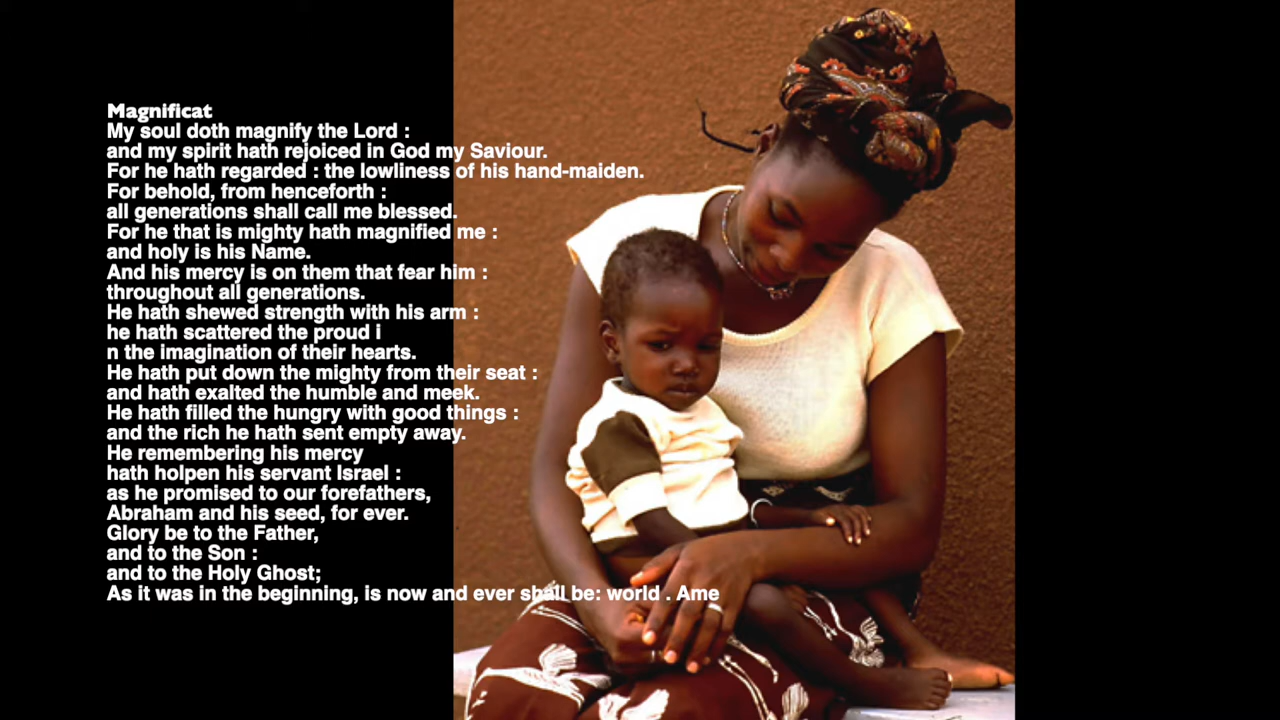 Magnificat
My soul doth magnify the Lord :
and my spirit hath rejoiced in God my Saviour.
For he hath regarded : the lowliness of his hand-maiden.
For behold, from henceforth :
all generations shall call me blessed.
For he that is mighty hath magnified me :
and holy is his Name.
And his mercy is on them that fear him :
throughout all generations.
He hath shewed strength with his arm :
he hath scattered the proud i
n the imagination of their hearts.
He hath put down the mighty from their seat :
and hath exalted the humble and meek.
He hath filled the hungry with good things :
and the rich he hath sent empty away.
He remembering his mercy
hath holpen his servant Israel :
as he promised to our forefathers,
Abraham and his seed, for ever.
Glory be to the Father,
and to the Son :
and to the Holy Ghost;
As it was in the beginning, is now and ever shall be: world . Ame